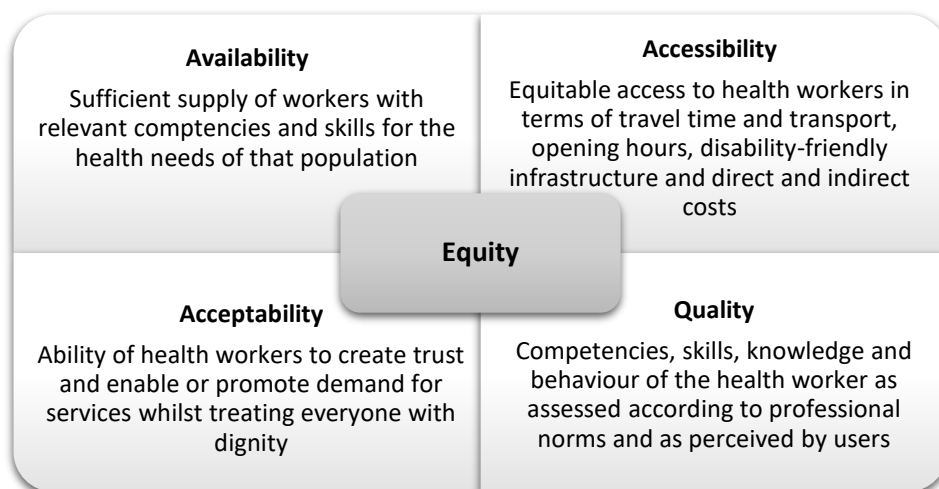 Availability
Sufficient supply of workers with
relevant comptencies and skills for the
health needs of that population
Accessibility
Equitable access to health workers in
terms of travel time and transport,
opening hours, disability-friendly
infrastructure and direct and indirect
costs
Equity
Acceptability
Ability of health workers to create trust
and enable or promote demand for
services whilst treating everyone with
dignity
Quality
Competencies, skills, knowledge and
behaviour of the health worker as
assessed according to professional
norms and as perceived by users